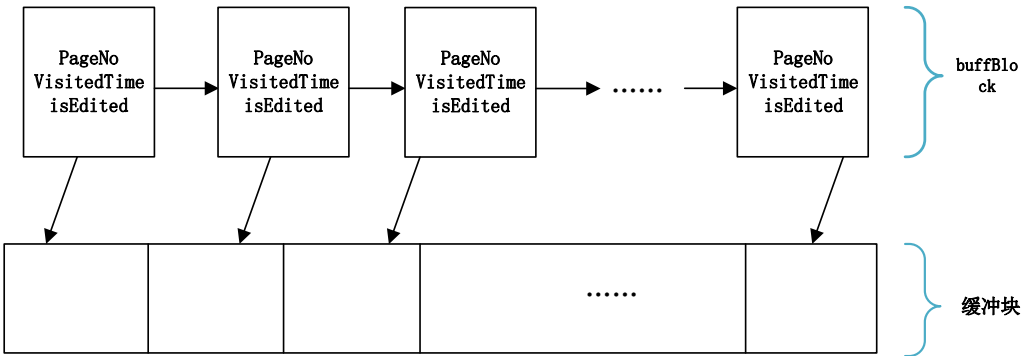 PageNo
VisitedTime
isEdited
PageNo
VisitedTime
isEdited
PageNo
VisitedTime
isEdited
……
PageNo
VisitedTime
isEdited
buffBlo
ck
……
缓冲块